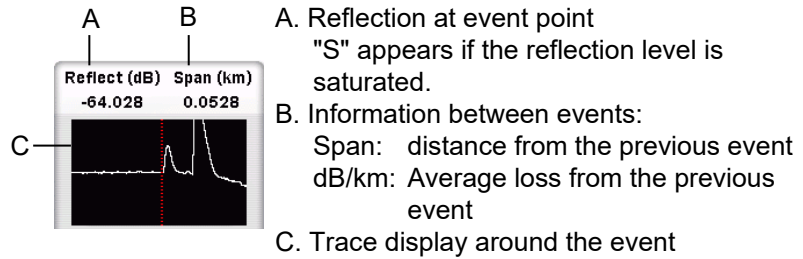 A
B
Reflect (dB) Span (km)
-64.028 0.0528
C
A. Reflection at event point
"S" appears if the reflection level is
saturated.
B. Information between events:
Span: distance from the previous event
dB/km: Average loss from the previous
event
C. Trace display around the event